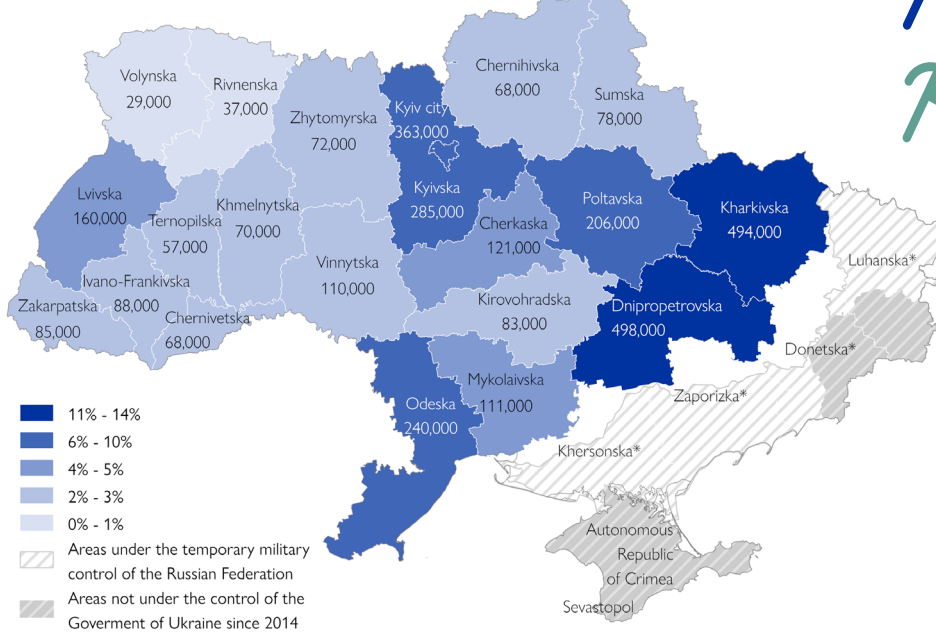 Chernihivska
68,000
Volynska
29,000
Rivnenska
37,000
Sumska
78,000
Kyiv city
363,000
Zhytomyrska
72,000
Lvivska
160,000
Kyivska
285,000
Poltavska
206,000
Kharkivska
494,000
Khmelnytska
70,000
Ternopilska
57,000
Cherkaska
121,000
Vinnytska
110,000
Luhanska*
Ivano-Frankivska
88,000
Zakarpatska
85,000
Chernivetska
68,000
Kirovohradska
83,000
Dnipropetrovska
498,000
Donetska*
Mykolaivska
111,000
Zaporizka*
Odeska
240,000
Khersonska*
Autonomous
Republic
of Crimea
Sevastopol
11% - 14%
6% - 10%
4% - 5%
2% - 3%
0% - 1%
Areas under the temporary military
control of the Russian Federation
Areas not under the control of the
Goverment of Ukraine since 2014